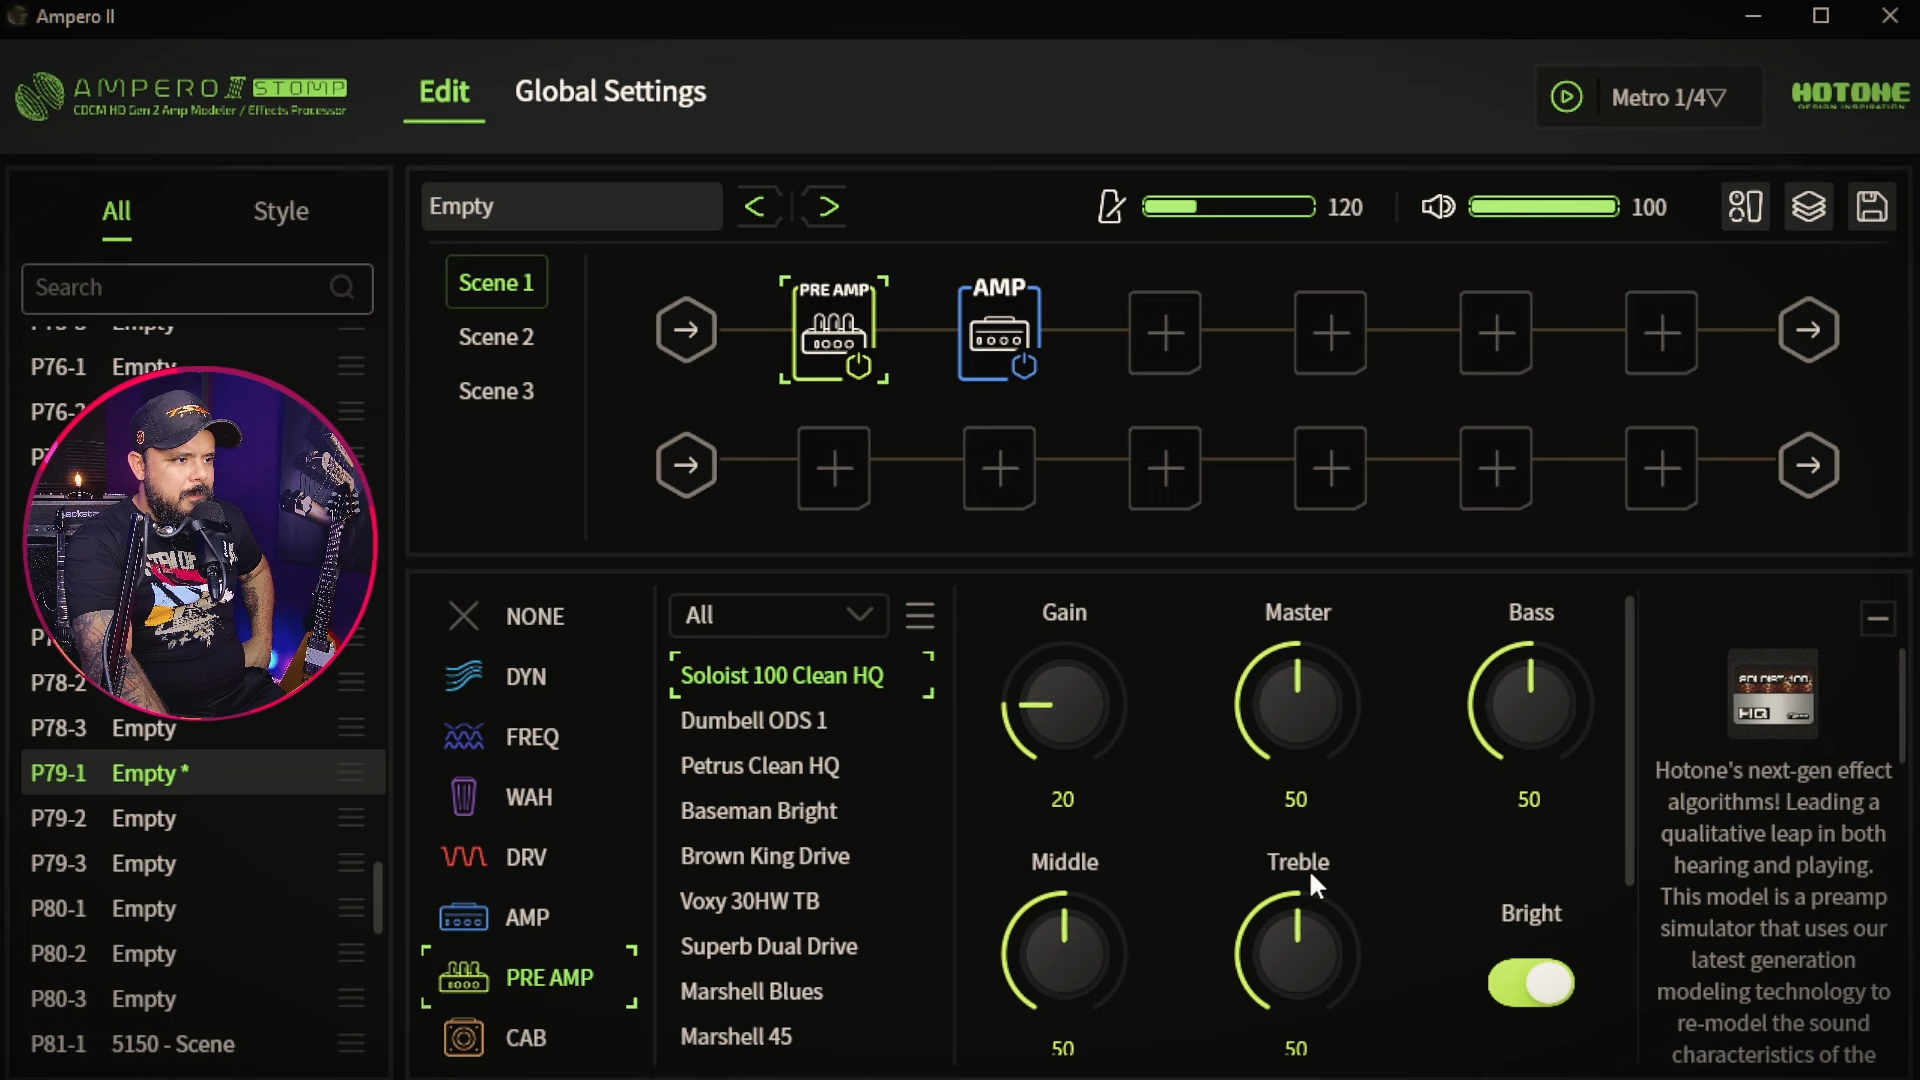 Ampero II
AMPERO II STOMP
CDCM HD Gen 2 Amp Modeler / Effects Processor
Edit
Global Settings
Metro 1/4
HOTONE
DESIGN INSPIRATION
All
Style
Search
Empty
P76-1 Empty
P76-2
P78-2
P78-3 Empty
P79-1 Empty *
P79-2 Empty
P79-3 Empty
P80-1 Empty
P80-2 Empty
P80-3 Empty
P81-1 5150 - Scene
Empty
120
100
Scene 1
Scene 2
Scene 3
PRE AMP
AMP
NONE
DYN
FREQ
WAH
DRV
AMP
PRE AMP
CAB
All
Soloist 100 Clean HQ
Dumbell ODS 1
Petrus Clean HQ
Baseman Bright
Brown King Drive
Voxy 30HW TB
Superb Dual Drive
Marshell Blues
Marshell 45
Gain
20
Master
50
Bass
50
Middle
50
Treble
50
Bright
SOLOIST 100
HQ
Hotone's next-gen effect
algorithms! Leading a
qualitative leap in both
hearing and playing.
This model is a preamp
simulator that uses our
latest generation
modeling technology to
re-model the sound
characteristics of the